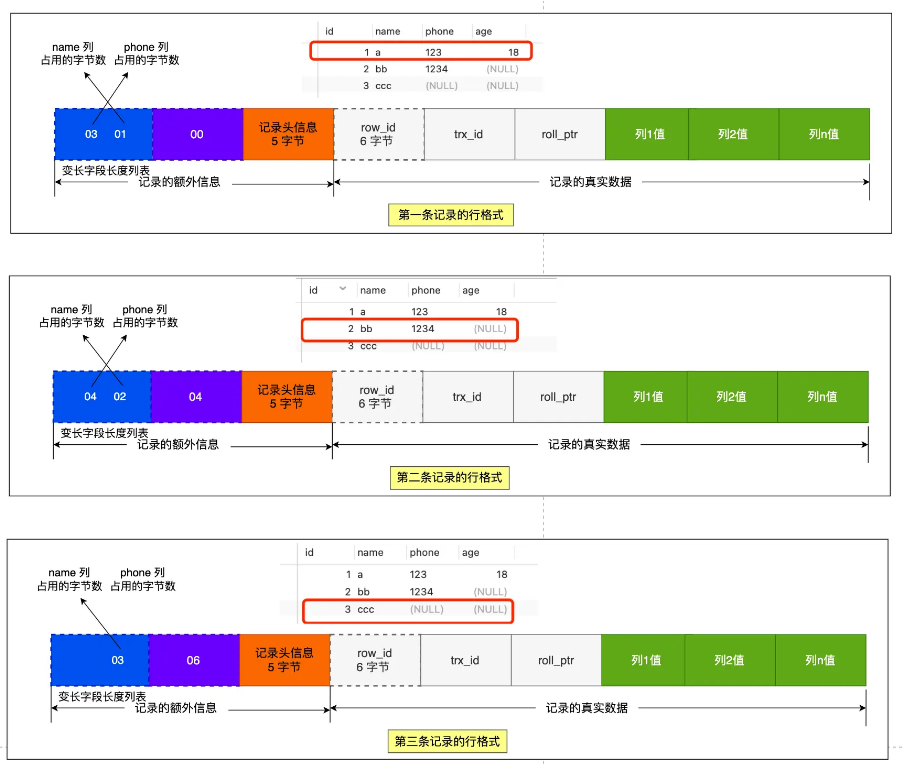 id name phone age
1 a 123 18
2 bb 1234 (NULL)
3 ccc (NULL) (NULL)
name 列 phone 列
占用的字节数 占用的字节数
03 01 00 记录头信息 row_id trx_id roll_ptr 列1值 列2值 列n值
5 字节 6 字节
变长字段长度列表
记录的额外信息 记录的真实数据
第一条记录的行格式
id name phone age
1 a 123 18
2 bb 1234 (NULL)
3 ccc (NULL) (NULL)
name 列 phone 列
占用的字节数 占用的字节数
04 02 04 记录头信息 row_id trx_id roll_ptr 列1值 列2值 列n值
5 字节 6 字节
变长字段长度列表
记录的额外信息 记录的真实数据
第二条记录的行格式
id name phone age
1 a 123 18
2 bb 1234 (NULL)
3 ccc (NULL) (NULL)
name 列 phone 列
占用的字节数 占用的字节数
03 06 记录头信息 row_id trx_id roll_ptr 列1值 列2值 列n值
5 字节 6 字节
变长字段长度列表
记录的额外信息 记录的真实数据
第三条记录的行格式